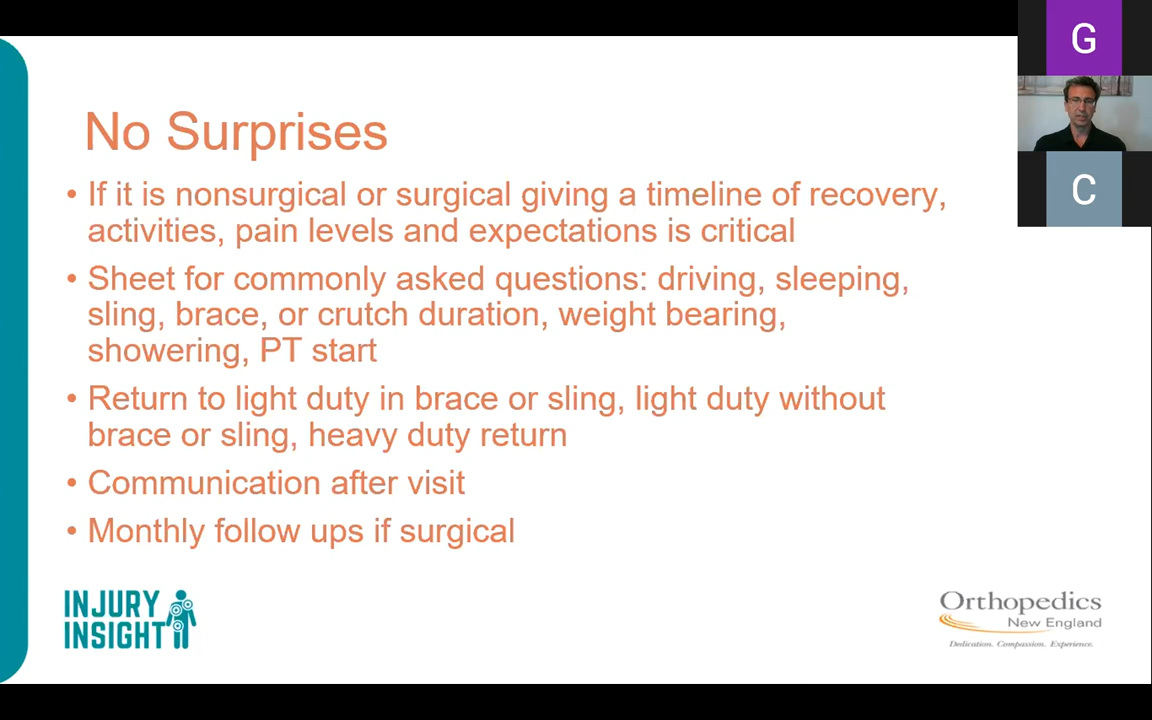 G
C
No Surprises
• If it is nonsurgical or surgical giving a timeline of recovery,
activities, pain levels and expectations is critical
• Sheet for commonly asked questions: driving, sleeping,
sling, brace, or crutch duration, weight bearing,
showering, PT start
• Return to light duty in brace or sling, light duty without
brace or sling, heavy duty return
• Communication after visit
• Monthly follow ups if surgical
INJURY
INSIGHT
Orthopedics
New England
Dedication. Compassion. Experience.